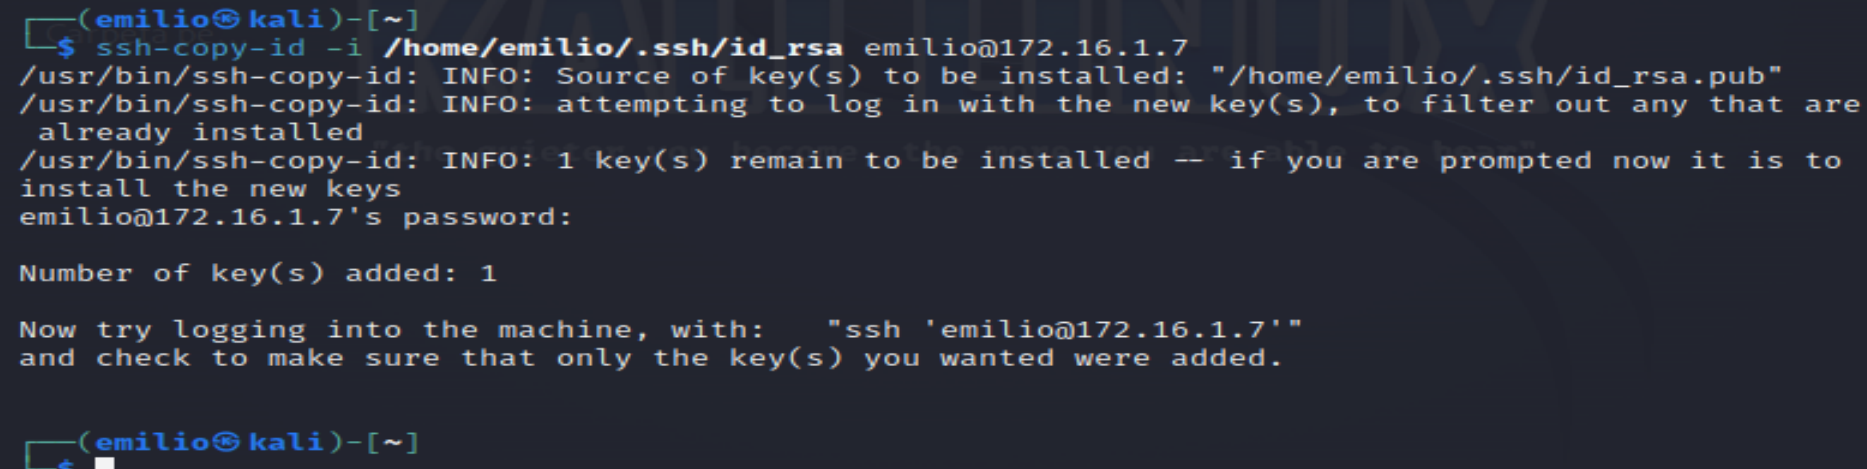 ┌──(emilio㉿kali)-[~]
└─$ ssh-copy-id -i /home/emilio/.ssh/id_rsa emilio@172.16.1.7
/usr/bin/ssh-copy-id: INFO: Source of key(s) to be installed: "/home/emilio/.ssh/id_rsa.pub"
/usr/bin/ssh-copy-id: INFO: attempting to log in with the new key(s), to filter out any that are
 already installed
/usr/bin/ssh-copy-id: INFO: 1 key(s) remain to be installed -- if you are prompted now it is to
install the new keys
emilio@172.16.1.7's password:
Number of key(s) added: 1
Now try logging into the machine, with:   "ssh 'emilio@172.16.1.7'"
and check to make sure that only the key(s) you wanted were added.
┌──(emilio㉿kali)-[~]
└─$